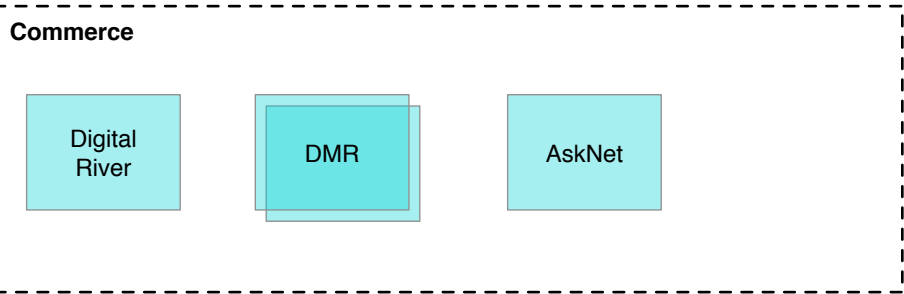 Commerce
Digital
River
DMR
AskNet